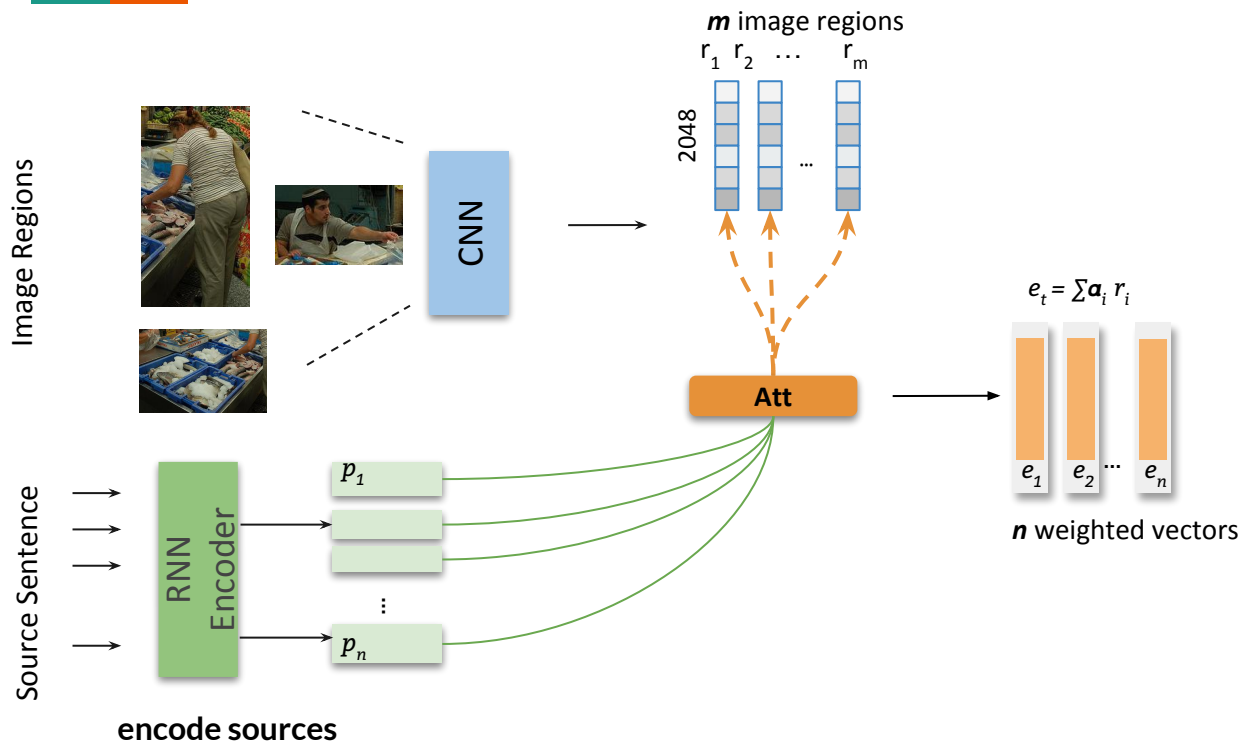 m image regions
r1 r2 ... rm
2048
...
Image Regions
CNN
et = ∑ai ri
Att
e1 e2 ... en
n weighted vectors
Source Sentence
RNN
Encoder
p1
...
pn
encode sources